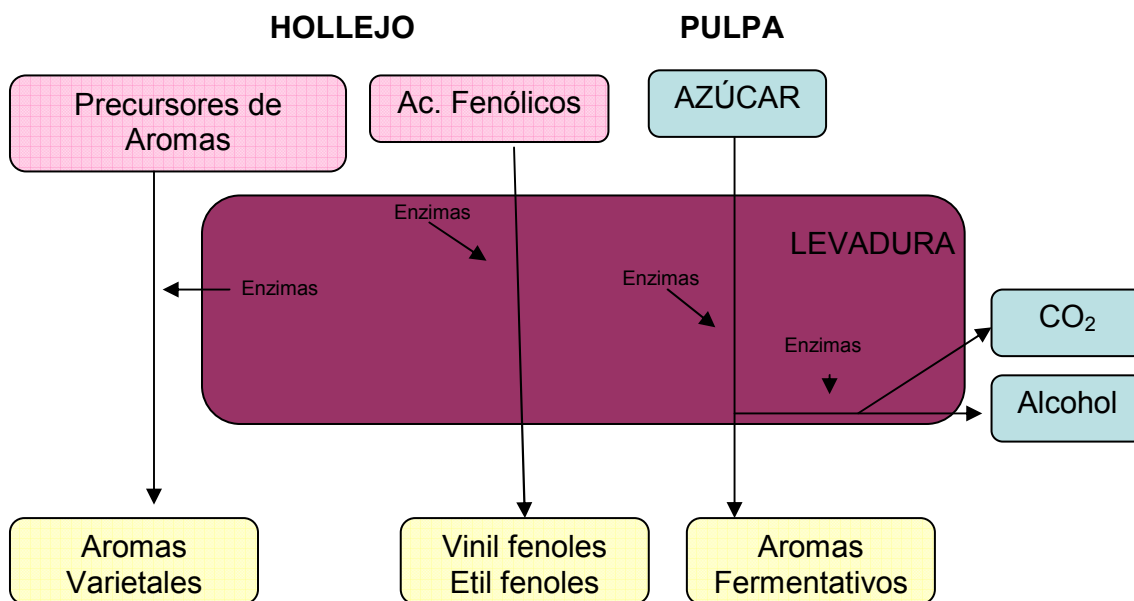 HOLLEJO
PULPA
Precursores de
Aromas
Ac. Fenólicos
AZÚCAR
Enzimas
LEVADURA
Enzimas
Enzimas
Enzimas
CO₂
Alcohol
Aromas
Varietales
Vinil fenoles
Etil fenoles
Aromas
Fermentativos